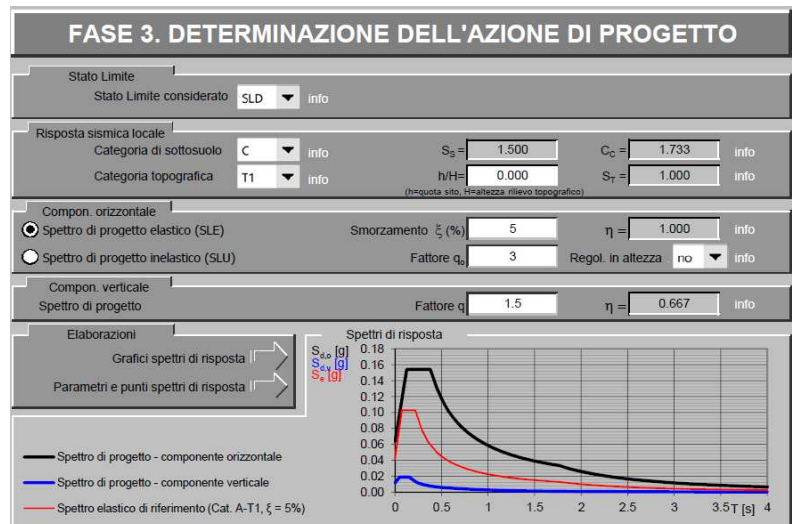 FASE 3. DETERMINAZIONE DELL'AZIONE DI PROGETTO
Stato Limite
Stato Limite considerato SLD info
Risposta sismica locale
Categoria di sottosuolo C info S_S = 1.500 C_C = 1.733 info
Categoria topografica T1 info h/H= 0.000 S_T = 1.000 info
(h=quota sito, H=altezza rilievo topografico)
Compon. orizzontale
Spettro di progetto elastico (SLE) Smorzamento ξ (%) 5 η = 1.000 info
Spettro di progetto inelastico (SLU) Fattore q_o 3 Regol. in altezza no info
Compon. verticale
Spettro di progetto Fattore q 1.5 η = 0.667 info
Elaborazioni
Grafici spettri di risposta
Parametri e punti spettri di risposta
Spettri di risposta
S_d,o [g]
S_d,v [g]
S_e [g]
0.18
0.16
0.14
0.12
0.10
0.08
0.06
0.04
0.02
0.00
0 0.5 1 1.5 2 2.5 3 3.5 T [s] 4
Spettro di progetto - componente orizzontale
Spettro di progetto - componente verticale
Spettro elastico di riferimento (Cat. A-T1, ξ = 5%)